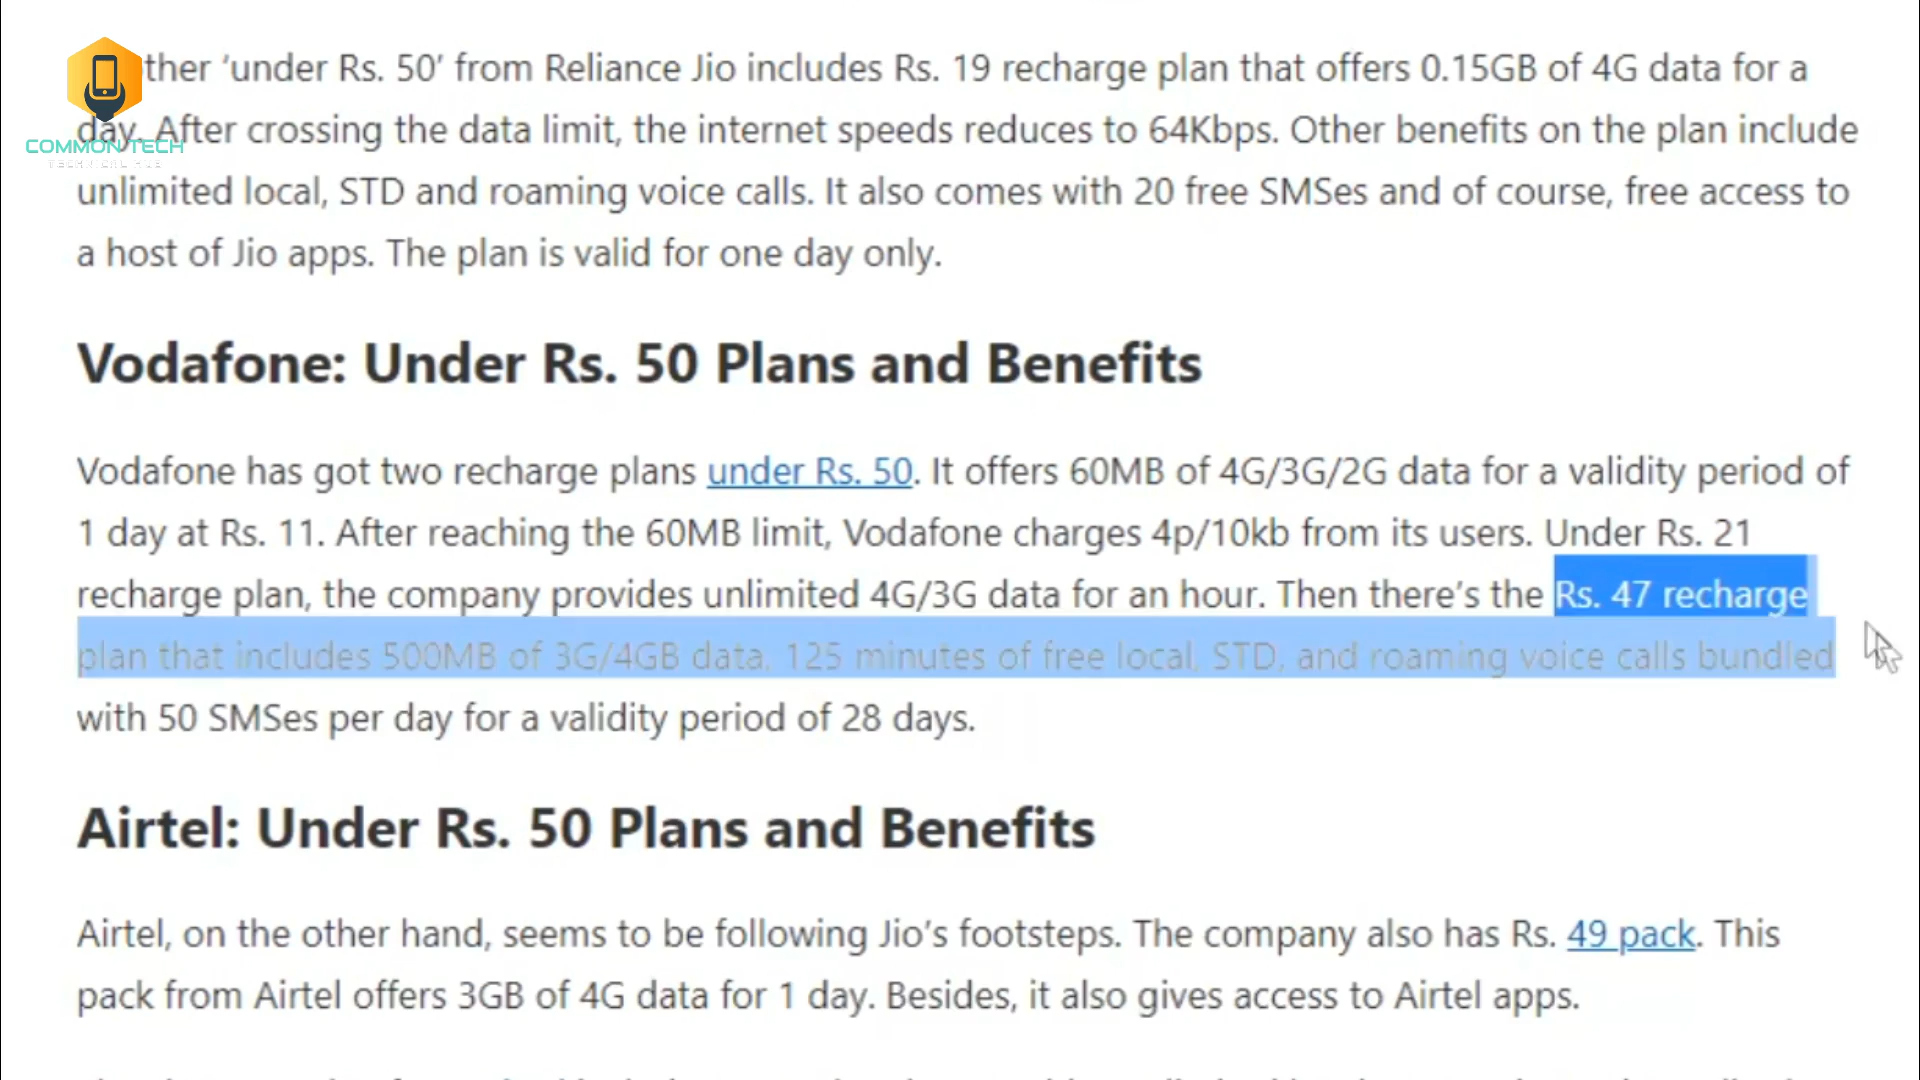 ther ‘under Rs. 50’ from Reliance Jio includes Rs. 19 recharge plan that offers 0.15GB of 4G data for a
day. After crossing the data limit, the internet speeds reduces to 64Kbps. Other benefits on the plan include
COMMON TECH
unlimited local, STD and roaming voice calls. It also comes with 20 free SMSes and of course, free access to
a host of Jio apps. The plan is valid for one day only.
Vodafone: Under Rs. 50 Plans and Benefits
Vodafone has got two recharge plans under Rs. 50. It offers 60MB of 4G/3G/2G data for a validity period of
1 day at Rs. 11. After reaching the 60MB limit, Vodafone charges 4p/10kb from its users. Under Rs. 21
recharge plan, the company provides unlimited 4G/3G data for an hour. Then there’s the Rs. 47 recharge
plan that includes 500MB of 3G/4GB data, 125 minutes of free local, STD, and roaming voice calls bundled
with 50 SMSes per day for a validity period of 28 days.
Airtel: Under Rs. 50 Plans and Benefits
Airtel, on the other hand, seems to be following Jio’s footsteps. The company also has Rs. 49 pack. This
pack from Airtel offers 3GB of 4G data for 1 day. Besides, it also gives access to Airtel apps.